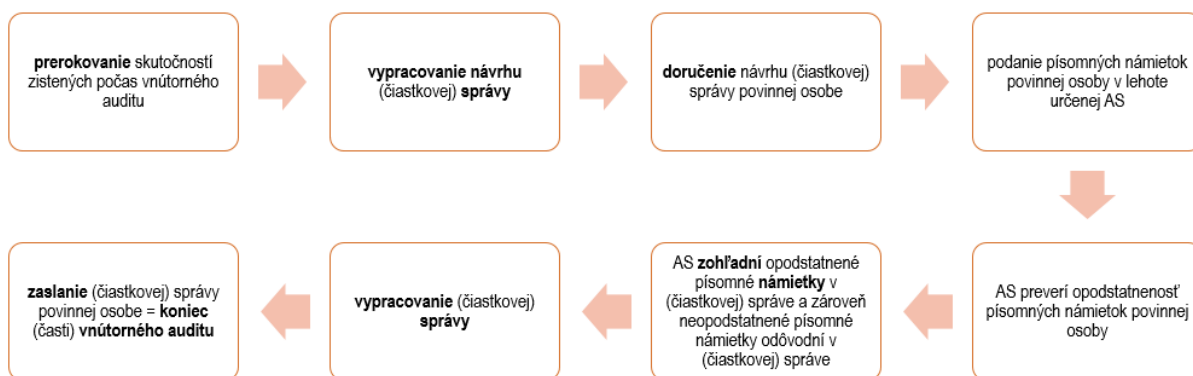 prerokovanie skutočností
zistených počas vnútorného
auditu
vypracovanie návrhu
(čiastkovej) správy
doručenie návrhu (čiastkovej)
správy povinnej osobe
podanie písomných námietok
povinnej osoby v lehote
určenej AS
AS preverí opodstatnenosť
písomných námietok povinnej
osoby
AS zohľadní opodstatnené
písomné námietky v
(čiastkovej) správe a zároveň
neopodstatnené písomné
námietky odôvodní v
(čiastkovej) správe
vypracovanie (čiastkovej)
správy
zaslanie (čiastkovej) správy
povinnej osobe = koniec
(časti) vnútorného auditu